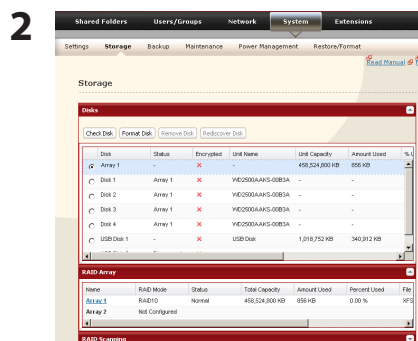 2
Shared Folders Users/Groups Network System Extensions
Settings Storage Backup Maintenance Power Management Restore/Format
Read Manual
Storage
Disks
Check Disk Format Disk Remove Disk Rediscover Disk
Disk Status Encrypted Unit Name Unit Capacity Amount Used % U
Array 1 - - 458,524,800 KB 856 KB
Disk 1 Array 1 WD2500AAKS-00B3A - -
Disk 2 Array 1 WD2500AAKS-00B3A - -
Disk 3 Array 1 WD2500AAKS-00B3A - -
Disk 4 Array 1 WD2500AAKS-00B3A - -
USB Disk 1 - USB Disk 1,018,752 KB 340,912 KB
RAID Array
Name RAID Mode Status Total Capacity Amount Used Percent Used File
Array 1 RAID10 Normal 458,524,800 KB 856 KB 0.00 % XFS
Array 2 Not Configured
RAID Scanning